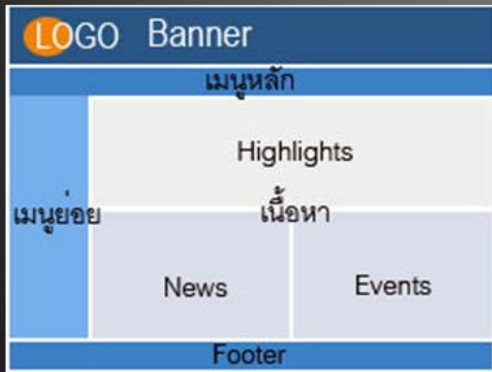 LOGO Banner
เมนูหลัก
Highlights
เมนูย่อย เนื้อหา
News Events
Footer